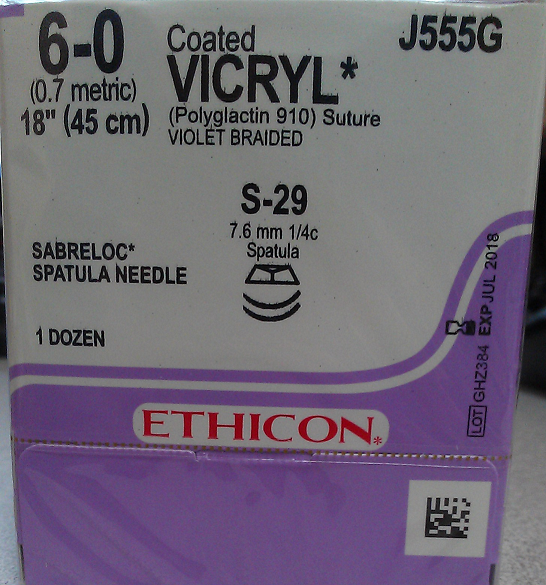 6-0
(0.7 metric)
18" (45 cm)
Coated
VICRYL*
(Polyglactin 910) Suture
VIOLET BRAIDED
J555G
S-29
7.6 mm 1/4c
Spatula
SABRELOC*
SPATULA NEEDLE
1 DOZEN
LOT GHZ384 EXP JUL 2018
ETHICON*